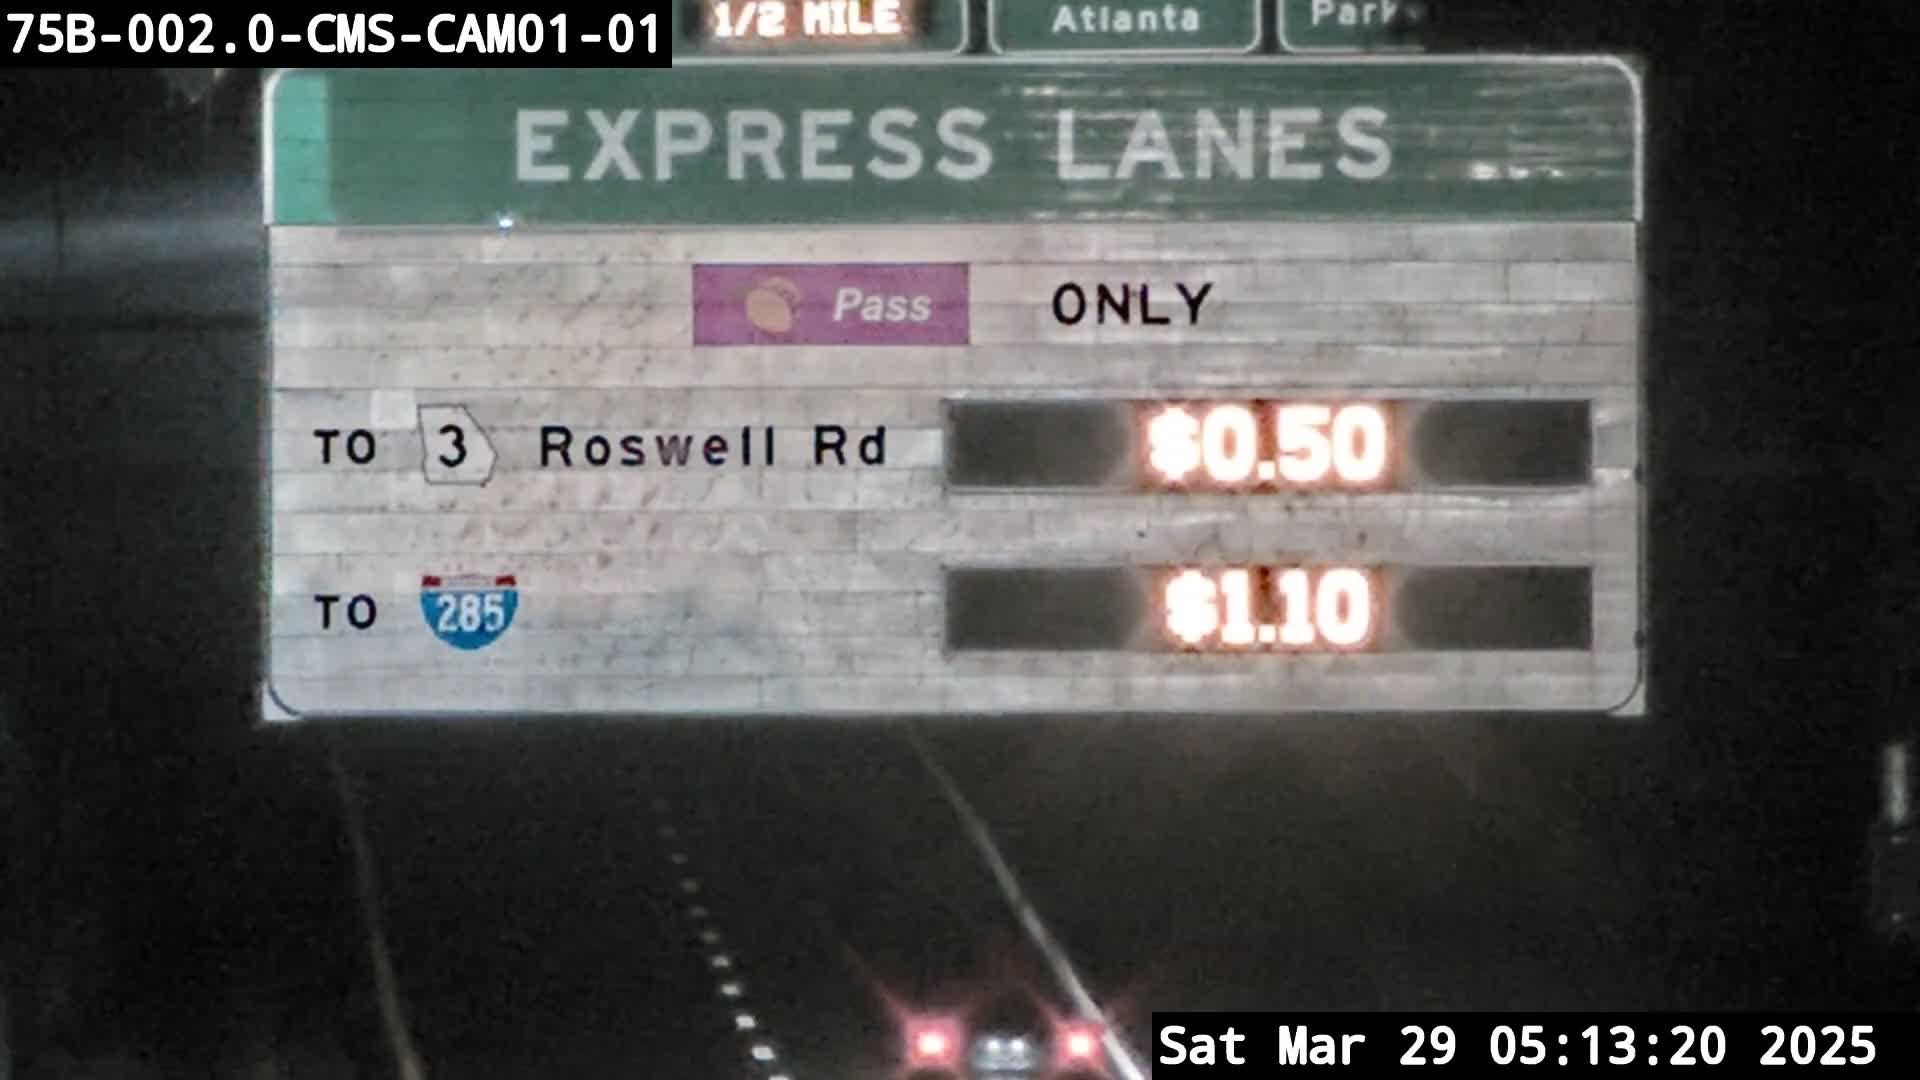 75B-002.0-CMS-CAM01-01
1/2 MILE
Atlanta
Park
EXPRESS LANES
Pass ONLY
TO 3 Roswell Rd $0.50
TO 285 $1.10
Sat Mar 29 05:13:20 2025